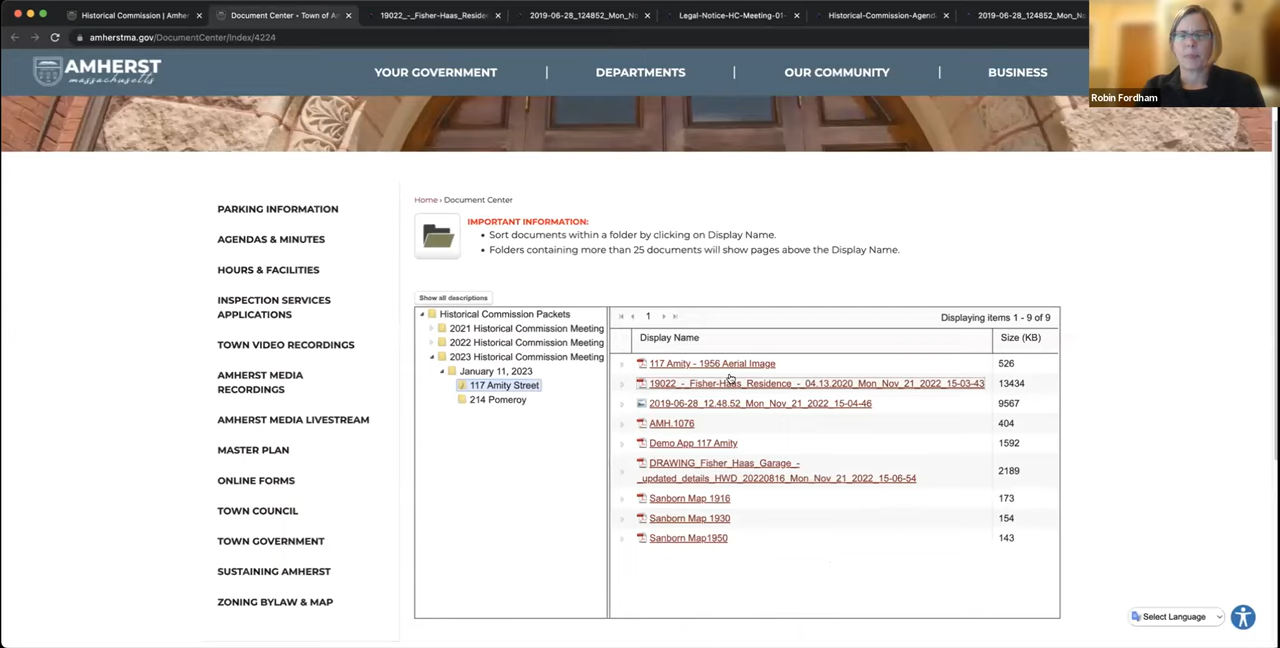 Historical Commission | Amher
Document Center • Town of Am
19022_-_Fisher-Haas_Residen
2019-06-28_124852_Mon_No
Legal-Notice-HC-Meeting-01-
Historical-Commission-Agenda
2019-06-28_124852_Mon_No
amherstma.gov/DocumentCenter/Index/4224
Robin Fordham
AMHERST
massachusetts
YOUR GOVERNMENT
DEPARTMENTS
OUR COMMUNITY
BUSINESS
PARKING INFORMATION
AGENDAS & MINUTES
HOURS & FACILITIES
INSPECTION SERVICES
APPLICATIONS
TOWN VIDEO RECORDINGS
AMHERST MEDIA
RECORDINGS
AMHERST MEDIA LIVESTREAM
MASTER PLAN
ONLINE FORMS
TOWN COUNCIL
TOWN GOVERNMENT
SUSTAINING AMHERST
ZONING BYLAW & MAP
Home › Document Center
IMPORTANT INFORMATION:
• Sort documents within a folder by clicking on Display Name.
• Folders containing more than 25 documents will show pages above the Display Name.
Show all descriptions
Historical Commission Packets
2021 Historical Commission Meeting
2022 Historical Commission Meeting
2023 Historical Commission Meeting
January 11, 2023
117 Amity Street
214 Pomeroy
1
Displaying items 1 - 9 of 9
Display Name
Size (KB)
117 Amity - 1956 Aerial Image
526
19022_-_Fisher-Haas_Residence_-_04.13.2020_Mon_Nov_21_2022_15-03-43
13434
2019-06-28_12.48.52_Mon_Nov_21_2022_15-04-46
9567
AMH.1076
404
Demo App 117 Amity
1592
DRAWING_Fisher_Haas_Garage_-
_updated_details_HWD_20220816_Mon_Nov_21_2022_15-06-54
2189
Sanborn Map 1916
173
Sanborn Map 1930
154
Sanborn Map1950
143
Select Language